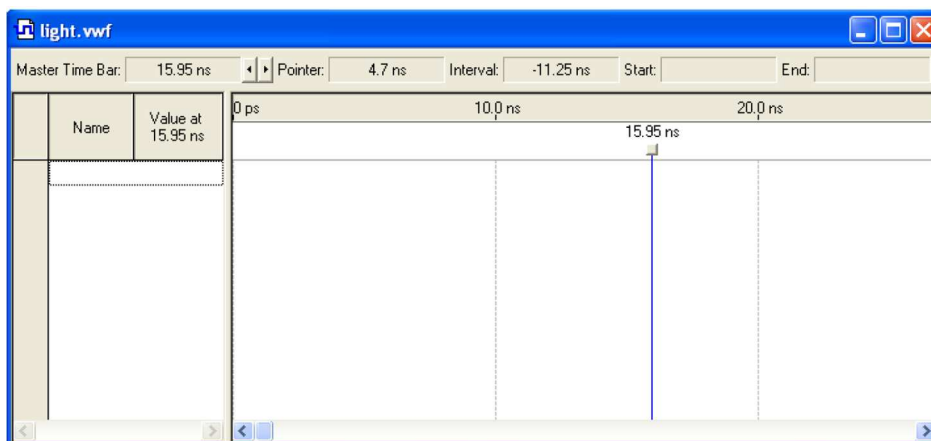 light.vwf
Master Time Bar: 15.95 ns Pointer: 4.7 ns Interval: -11.25 ns Start: End:
Name
Value at
15.95 ns
0 ps 10.0 ns 20.0 ns
15.95 ns